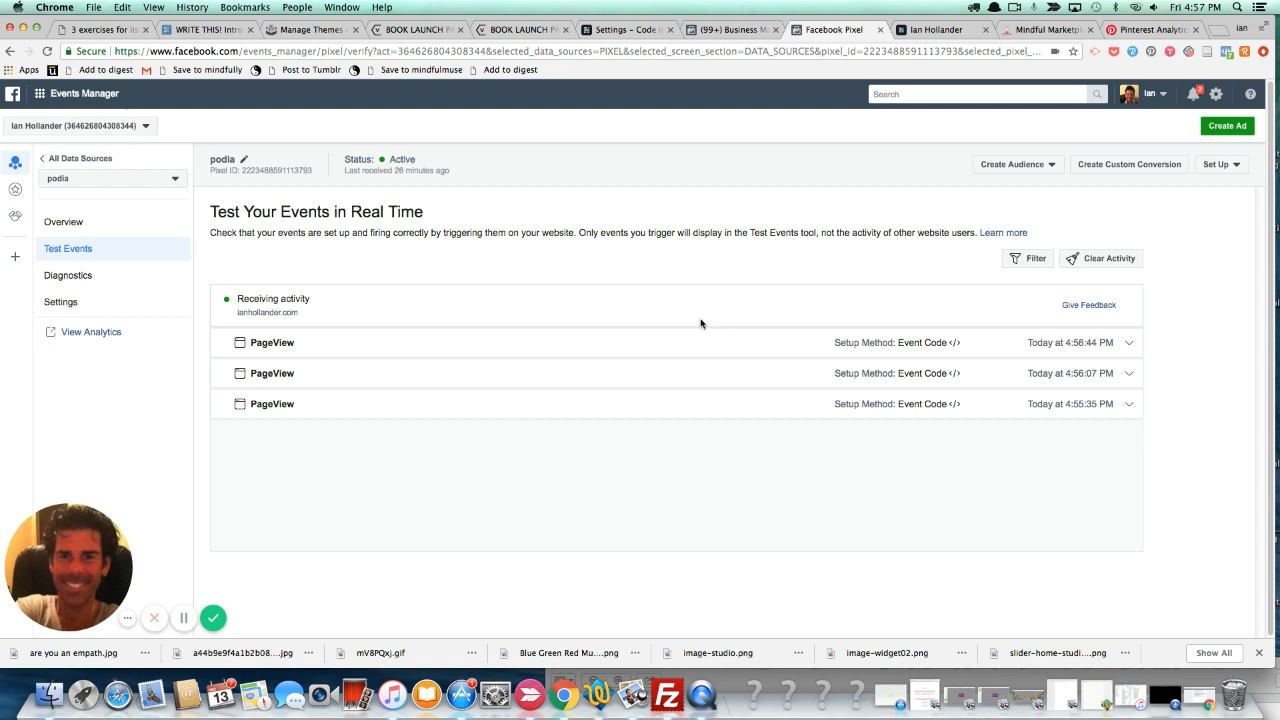 Chrome File Edit View History Bookmarks People Window Help Fri 4:57 PM
3 exercises for lis WRITE THIS! Intro Manage Themes BOOK LAUNCH PA BOOK LAUNCH P Settings – Code I (99+) Business M Facebook Pixel Ian Hollander Mindful Marketpl Pinterest Analytic ian
Secure https://www.facebook.com/events_manager/pixel/verify?act=364626804308344&selected_data_sources=PIXEL&selected_screen_section=DATA_SOURCES&pixel_id=2223488591113793&selected_pixel_...
Apps Add to digest Post to Tumblr Save to mindfully Save to mindfulmuse Add to digest
Events Manager Search Ian 2
Ian Hollander (364626804308344) Create Ad
All Data Sources
podia
Overview
Test Events
Diagnostics
Settings
View Analytics
podia
Pixel ID: 2223488591113793
Status: Active
Last received 26 minutes ago
Create Audience Create Custom Conversion Set Up
Test Your Events in Real Time
Check that your events are set up and firing correctly by triggering them on your website. Only events you trigger will display in the Test Events tool, not the activity of other website users. Learn more
Filter Clear Activity
Receiving activity
ianhollander.com
Give Feedback
PageView Setup Method: Event Code </> Today at 4:56:44 PM
PageView Setup Method: Event Code </> Today at 4:56:07 PM
PageView Setup Method: Event Code </> Today at 4:55:35 PM
are you an empath.jpg a44b9e9f4a1b2b08....jpg mV8PQxj.gif Blue Green Red Mu....png image-studio.png image-widget02.png slider-home-studi....png Show All